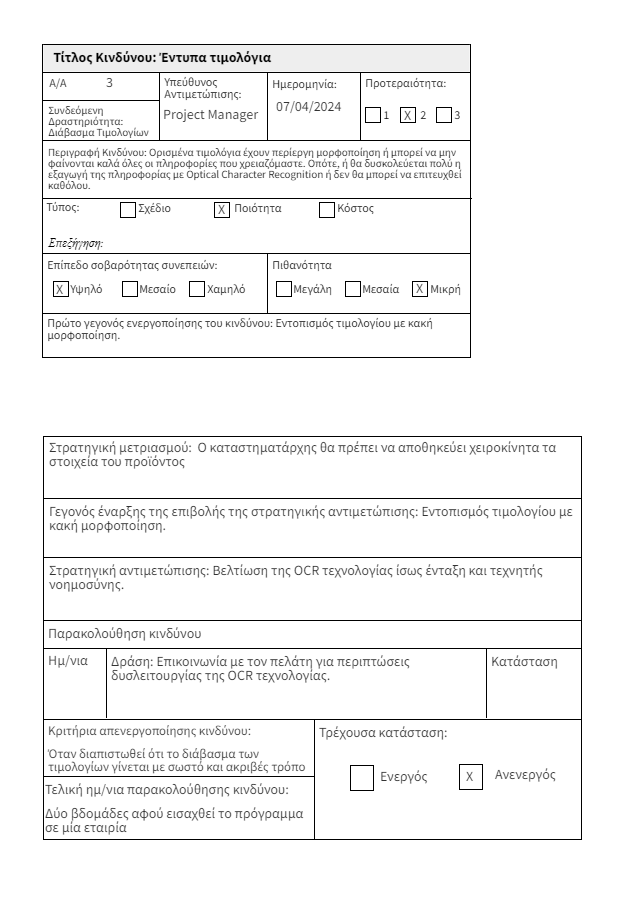 Τίτλος Κινδύνου: Έντυπα τιμολόγια
Α/Α 3
Υπεύθυνος
Αντιμετώπισης:
Project Manager
Ημερομηνία:
07/04/2024
Προτεραιότητα:
1 X 2 3
Συνδεόμενη
Δραστηριότητα:
Διάβασμα Τιμολογίων
Περιγραφή Κινδύνου: Ορισμένα τιμολόγια έχουν περίεργη μορφοποίηση ή μπορεί να μην
φαίνονται καλά όλες οι πληροφορίες που χρειαζόμαστε. Οπότε, ή θα δυσκολεύεται πολύ η
εξαγωγή της πληροφορίας με Optical Character Recognition ή δεν θα μπορεί να επιτευχθεί
καθόλου.
Τύπος: Σχέδιο X Ποιότητα Κόστος
Επεξήγηση:
Επίπεδο σοβαρότητας συνεπειών:
X Υψηλό Μεσαίο Χαμηλό
Πιθανότητα
Μεγάλη Μεσαία X Μικρή
Πρώτο γεγονός ενεργοποίησης του κινδύνου: Εντοπισμός τιμολογίου με κακή
μορφοποίηση.
Στρατηγική μετριασμού: Ο καταστηματάρχης θα πρέπει να αποθηκεύει χειροκίνητα τα
στοιχεία του προϊόντος
Γεγονός έναρξης της επιβολής της στρατηγικής αντιμετώπισης: Εντοπισμός τιμολογίου με
κακή μορφοποίηση.
Στρατηγική αντιμετώπισης: Βελτίωση της OCR τεχνολογίας ίσως ένταξη και τεχνητής
νοημοσύνης.
Παρακολούθηση κινδύνου
Ημ/νια
Δράση: Επικοινωνία με τον πελάτη για περιπτώσεις
δυσλειτουργίας της OCR τεχνολογίας.
Κατάσταση
Κριτήρια απενεργοποίησης κινδύνου:
Όταν διαπιστωθεί ότι το διάβασμα των
τιμολογίων γίνεται με σωστό και ακριβές τρόπο
Τελική ημ/νια παρακολούθησης κινδύνου:
Δύο βδομάδες αφού εισαχθεί το πρόγραμμα
σε μία εταιρία
Τρέχουσα κατάσταση:
Ενεργός X Ανενεργός